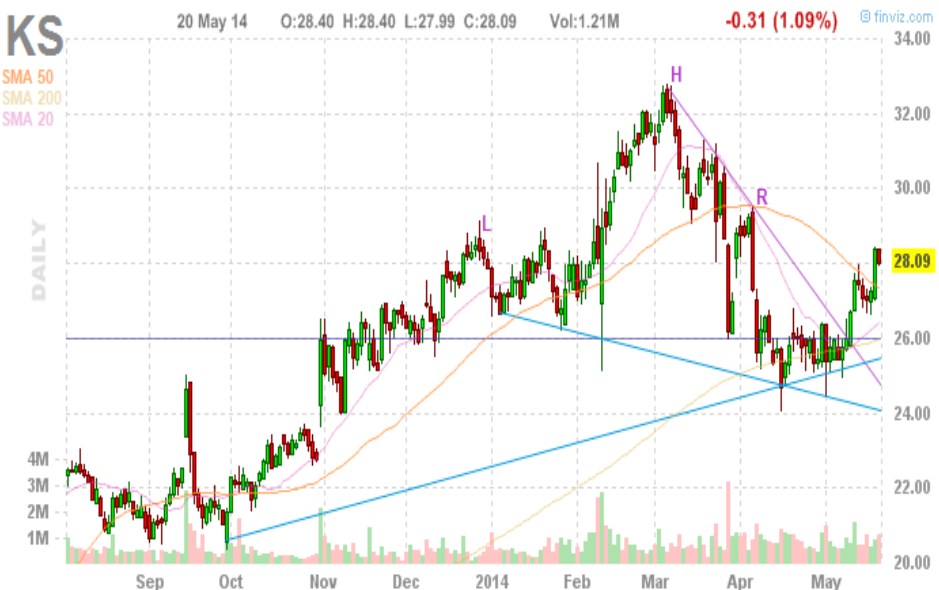 KS
20 May 14 O:28.40 H:28.40 L:27.99 C:28.09 Vol:1.21M -0.31 (1.09%) © finviz.com
SMA 50
SMA 200
SMA 20
DAILY
34.00
32.00
30.00
28.09
26.00
24.00
22.00
20.00
4M
3M
2M
1M
H
L
R
Sep Oct Nov Dec 2014 Feb Mar Apr May